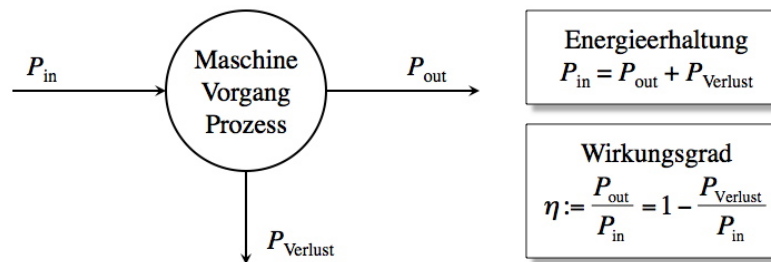 P_in
Maschine
Vorgang
Prozess
P_out
P_Verlust
Energieerhaltung
P_in = P_out + P_Verlust
Wirkungsgrad
η := P_out / P_in = 1 - P_Verlust / P_in